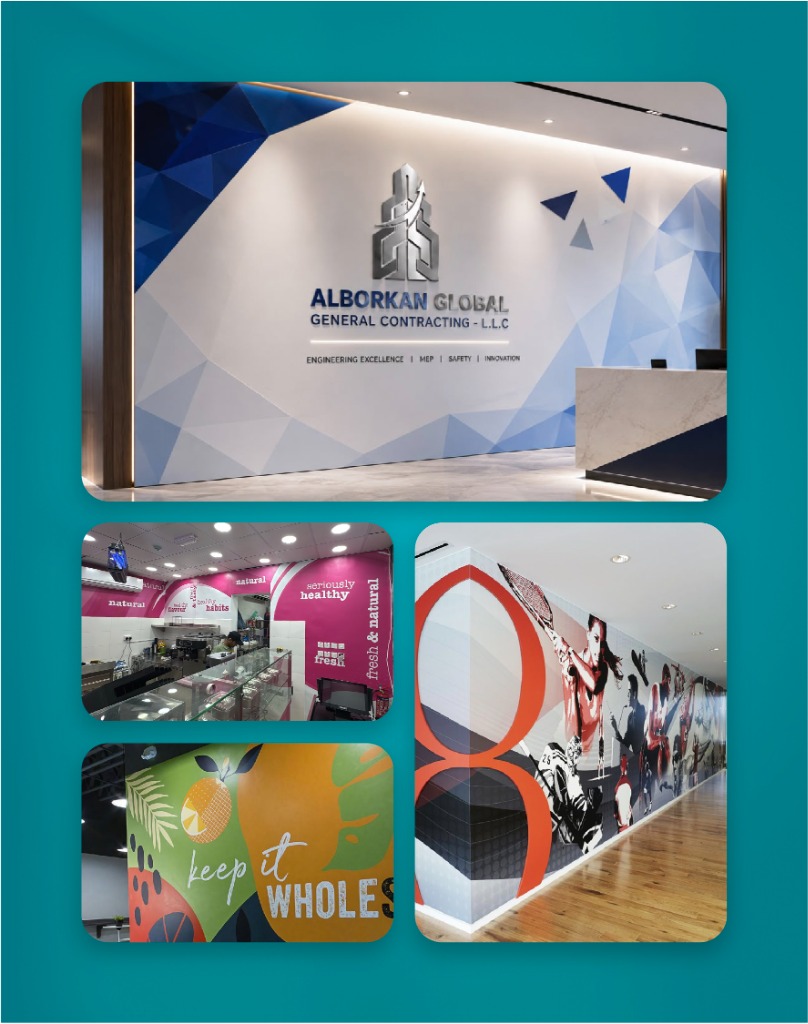 ALBORKAN GLOBAL
GENERAL CONTRACTING - L.L.C
ENGINEERING EXCELLENCE | MEP | SAFETY | INNOVATION
natural
natural
habits
seriously
healthy
fresh & natural
fresh
8
keep it
WHOLES